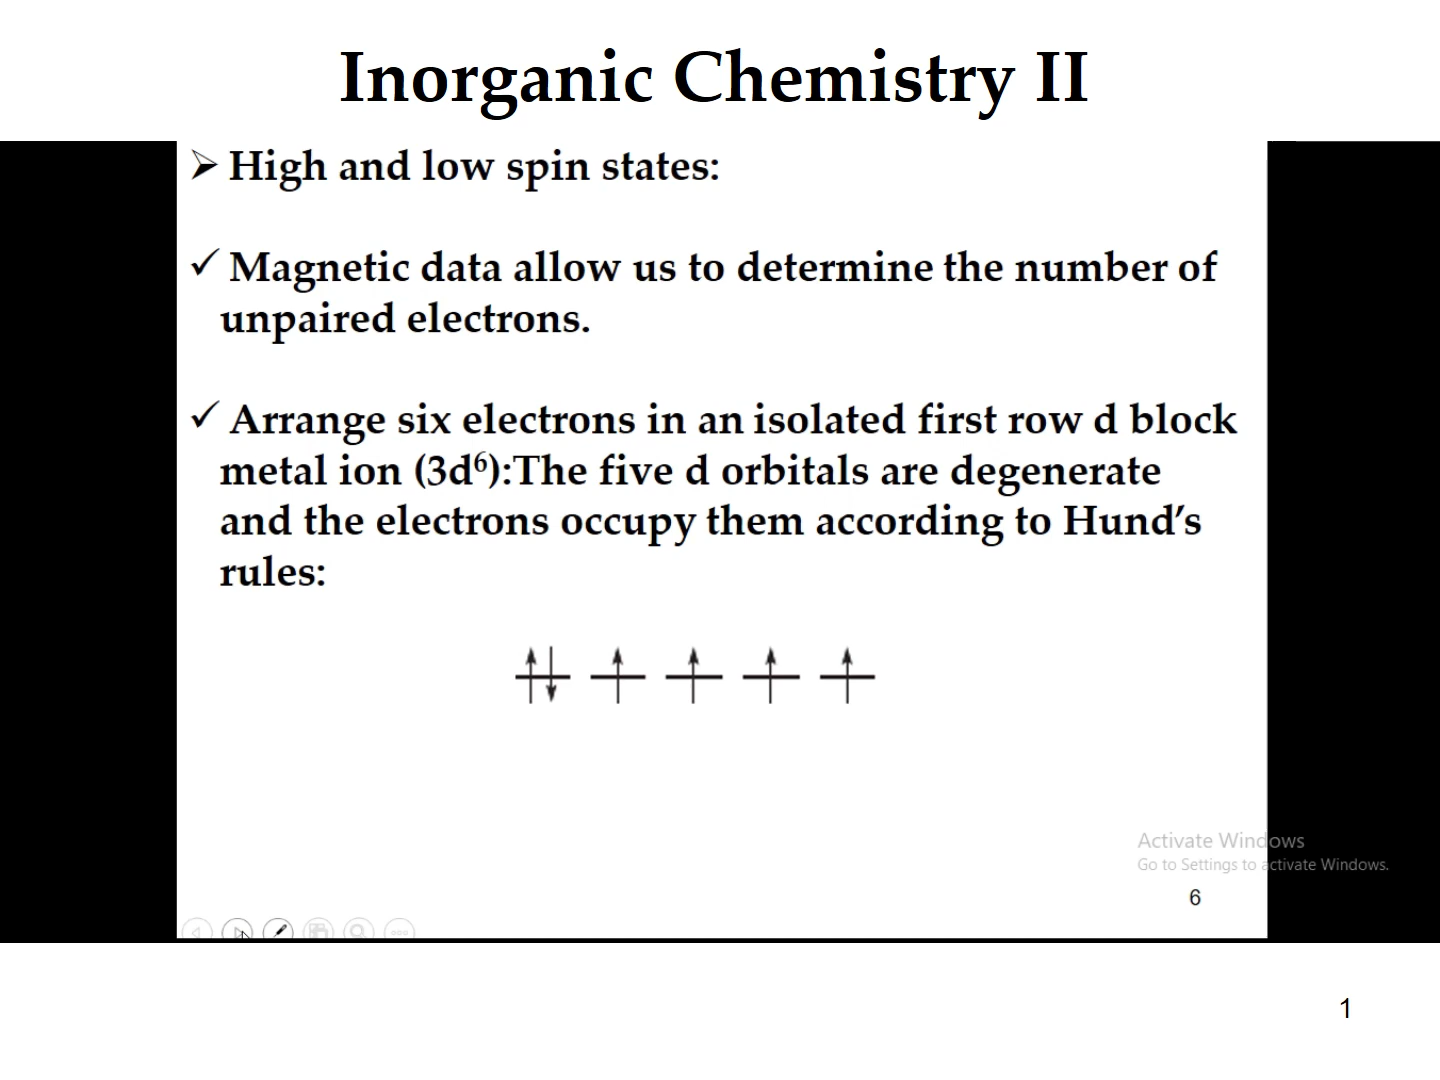 Inorganic Chemistry II
➢ High and low spin states:
✓ Magnetic data allow us to determine the number of
unpaired electrons.
✓ Arrange six electrons in an isolated first row d block
metal ion (3d⁶):The five d orbitals are degenerate
and the electrons occupy them according to Hund’s
rules:
Activate Windows
Go to Settings to activate Windows.
6
1